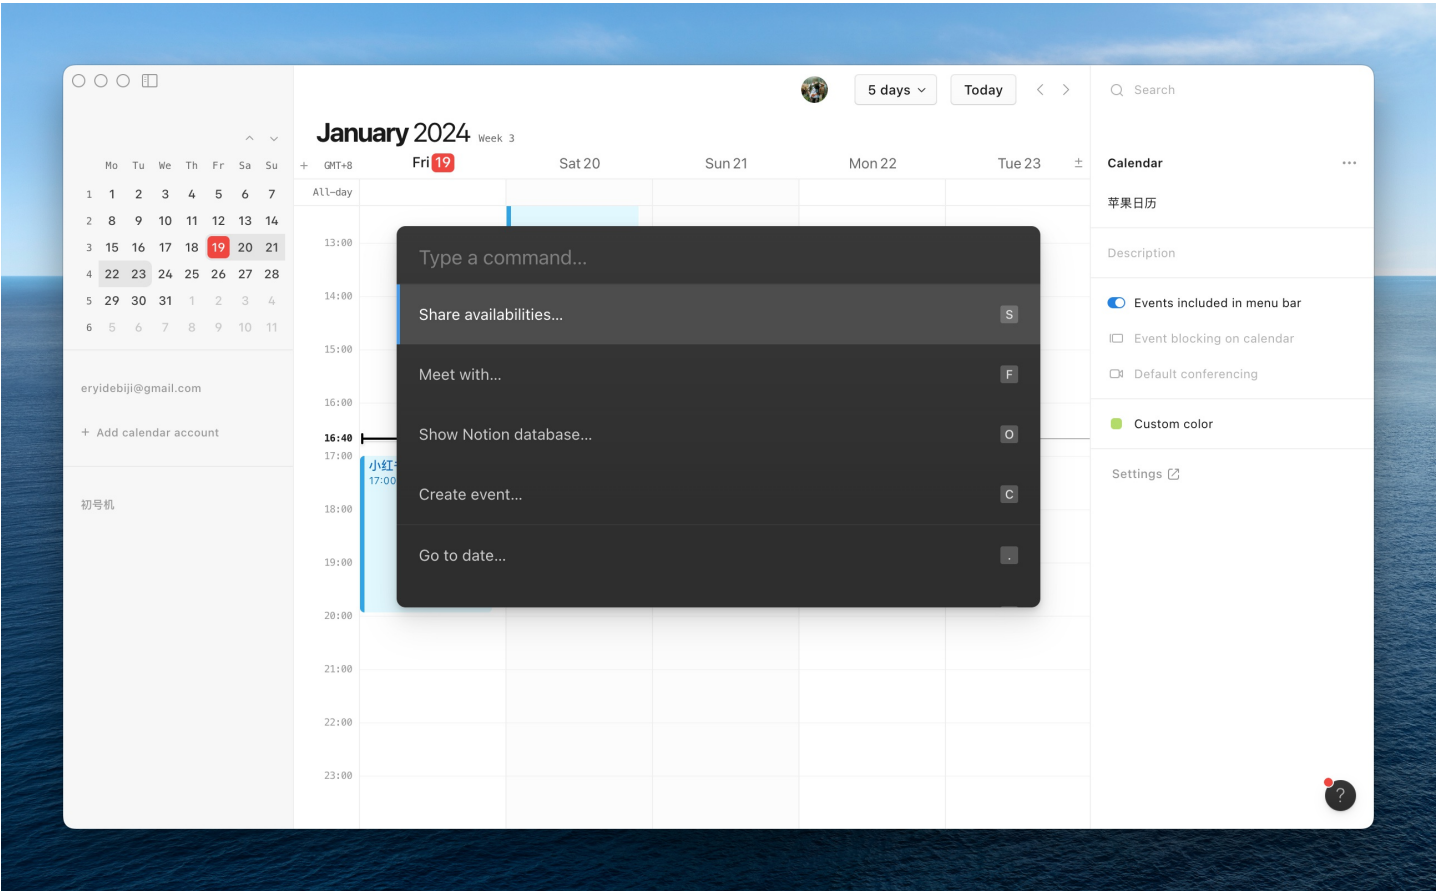 5 days
Today
Search
January 2024 Week 3
Mo Tu We Th Fr Sa Su
1 1 2 3 4 5 6 7
2 8 9 10 11 12 13 14
3 15 16 17 18 19 20 21
4 22 23 24 25 26 27 28
5 29 30 31 1 2 3 4
6 5 6 7 8 9 10 11
eryidebiji@gmail.com
+ Add calendar account
初号机
+ GMT+8 Fri 19 Sat 20 Sun 21 Mon 22 Tue 23 ±
All-day
13:00
14:00
15:00
16:00
16:40
17:00
18:00
19:00
20:00
21:00
22:00
23:00
小红
17:00
Type a command...
Share availabilities... S
Meet with... F
Show Notion database... O
Create event... C
Go to date... .
Calendar ...
苹果日历
Description
Events included in menu bar
Event blocking on calendar
Default conferencing
Custom color
Settings
?